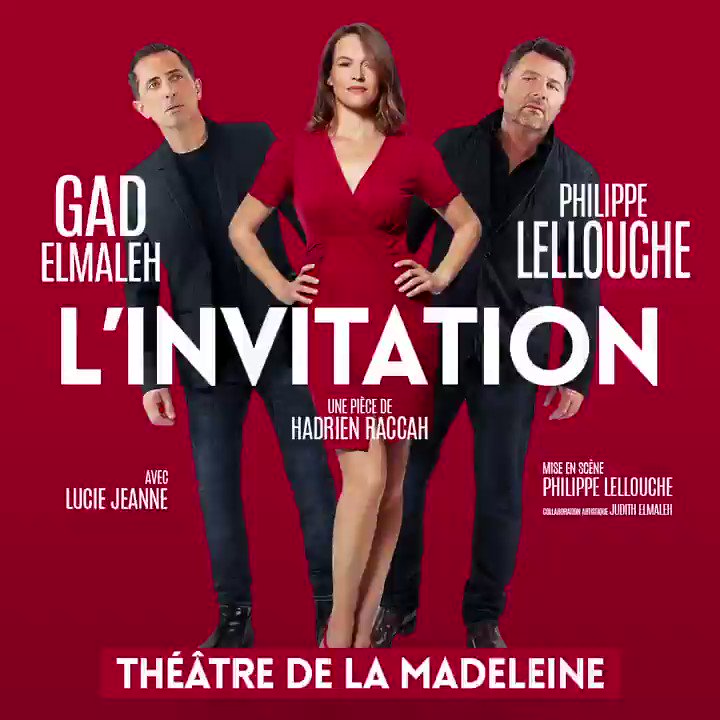 GAD
ELMALEH
PHILIPPE
LELLOUCHE
L'INVITATION
UNE PIÈCE DE
HADRIEN RACCAH
AVEC
LUCIE JEANNE
MISE EN SCÈNE
PHILIPPE LELLOUCHE
COLLABORATION ARTISTIQUE JUDITH ELMALEH
THÉÂTRE DE LA MADELEINE